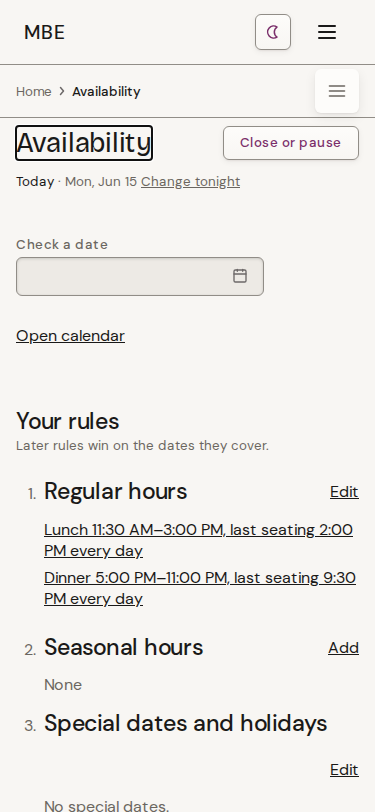 MBE
Home > Availability
Availability
Close or pause
Today · Mon, Jun 15 Change tonight
Check a date
Open calendar
Your rules
Later rules win on the dates they cover.
1. Regular hours
Edit
Lunch 11:30 AM–3:00 PM, last seating 2:00
PM every day
Dinner 5:00 PM–11:00 PM, last seating 9:30
PM every day
2. Seasonal hours
Add
None
3. Special dates and holidays
Edit
No special dates.